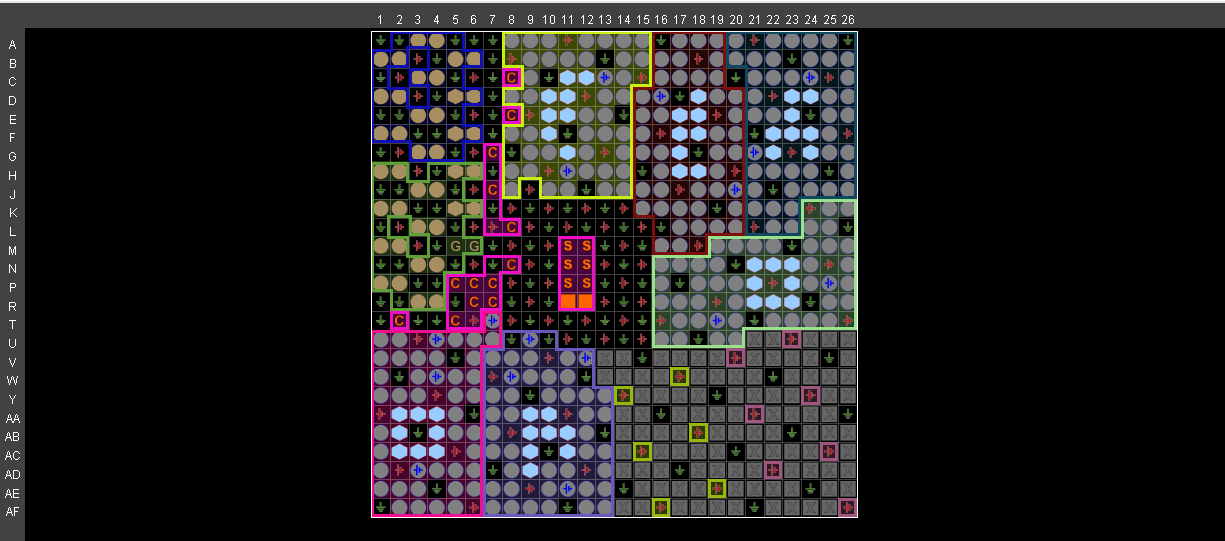 1 2 3 4 5 6 7 8 9 10 11 12 13 14 15 16 17 18 19 20 21 22 23 24 25 26
A
B
C C
D
E C
F
G C
H
J C
K
L C
M G G S S
N C S S
P C C C S S
R C C
T C C
U
V
W
Y
AA
AB
AC
AD
AE
AF